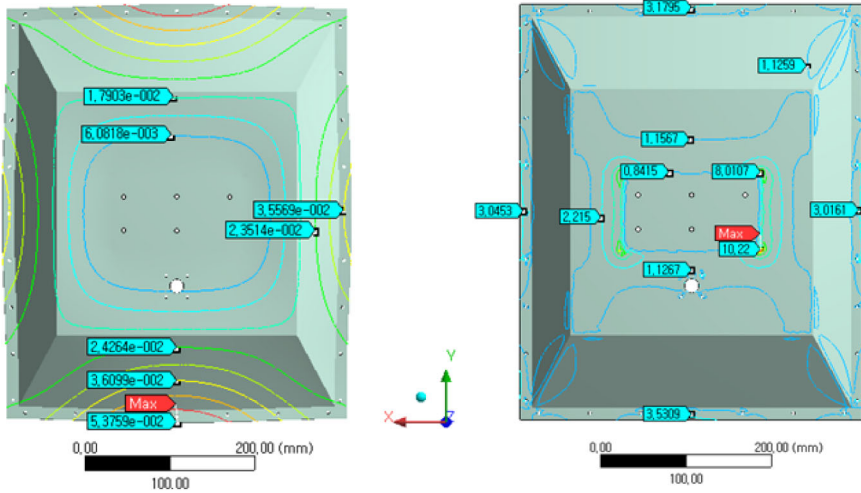 1,7903e-002
6,0818e-003
3,5569e-002
2,3514e-002
2,4264e-002
3,6099e-002
Max
5,3759e-002
0,00
200,00 (mm)
100,00
Y
X
Z
3,1795
1,1259
1,1567
0,8415
8,0107
3,0453
2,215
3,0161
Max
10,22
1,1267
3,5309
0,00
200,00 (mm)
100,00